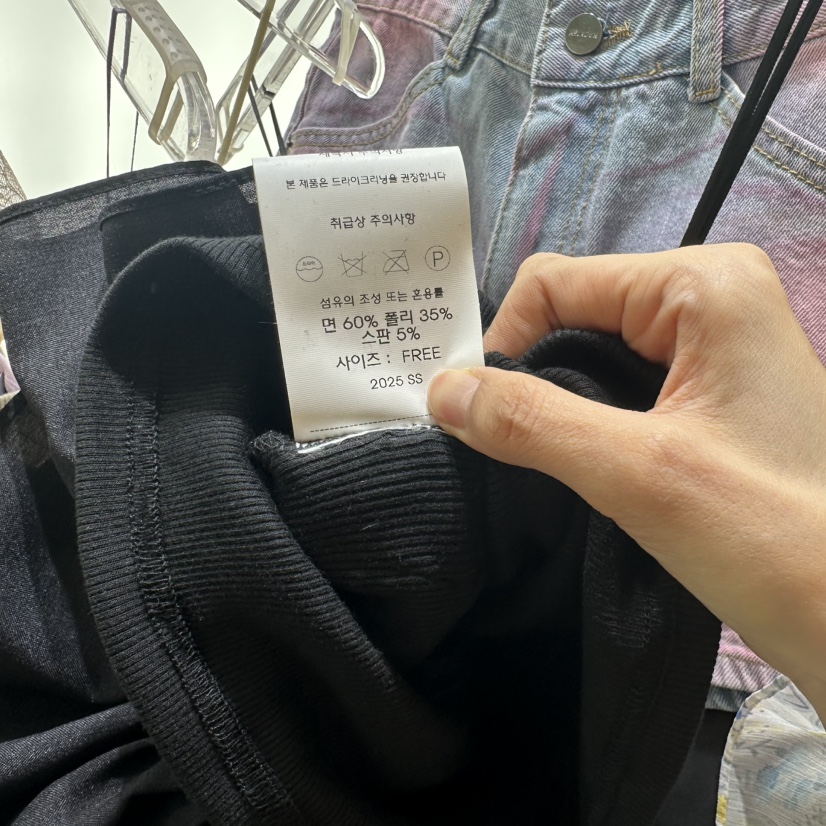 본 제품은 드라이크리닝을 권장합니다
취급상 주의사항
P
섬유의 조성 또는 혼용률
면 60% 폴리 35%
스판 5%
사이즈 : FREE
2025 SS